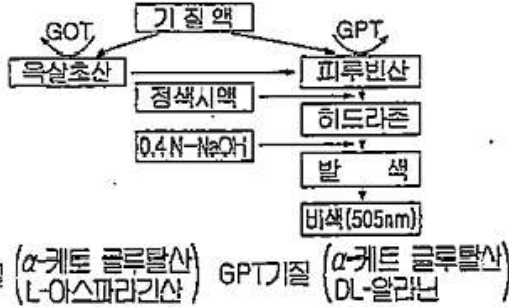 기질액
GOT
GPT
옥살초산
피루빈산
정색시액
히드라존
0.4N-NaOH
발 색
비색(505nm)
(α-케토 글루탈산) GPT기질 (α-케토 글루탈산)
(L-아스파라긴산) (DL-알라닌)